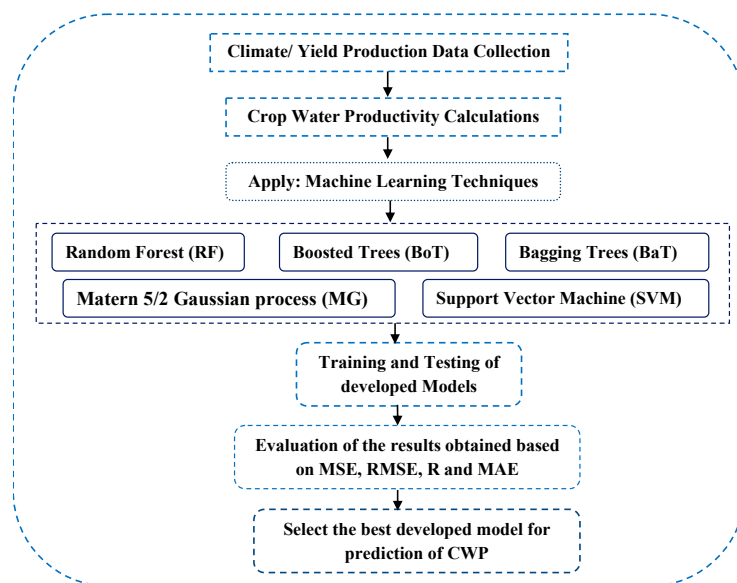 Climate/ Yield Production Data Collection
Crop Water Productivity Calculations
Apply: Machine Learning Techniques
Random Forest (RF)
Boosted Trees (BoT)
Bagging Trees (BaT)
Matern 5/2 Gaussian process (MG)
Support Vector Machine (SVM)
Training and Testing of
developed Models
Evaluation of the results obtained based
on MSE, RMSE, R and MAE
Select the best developed model for
prediction of CWP